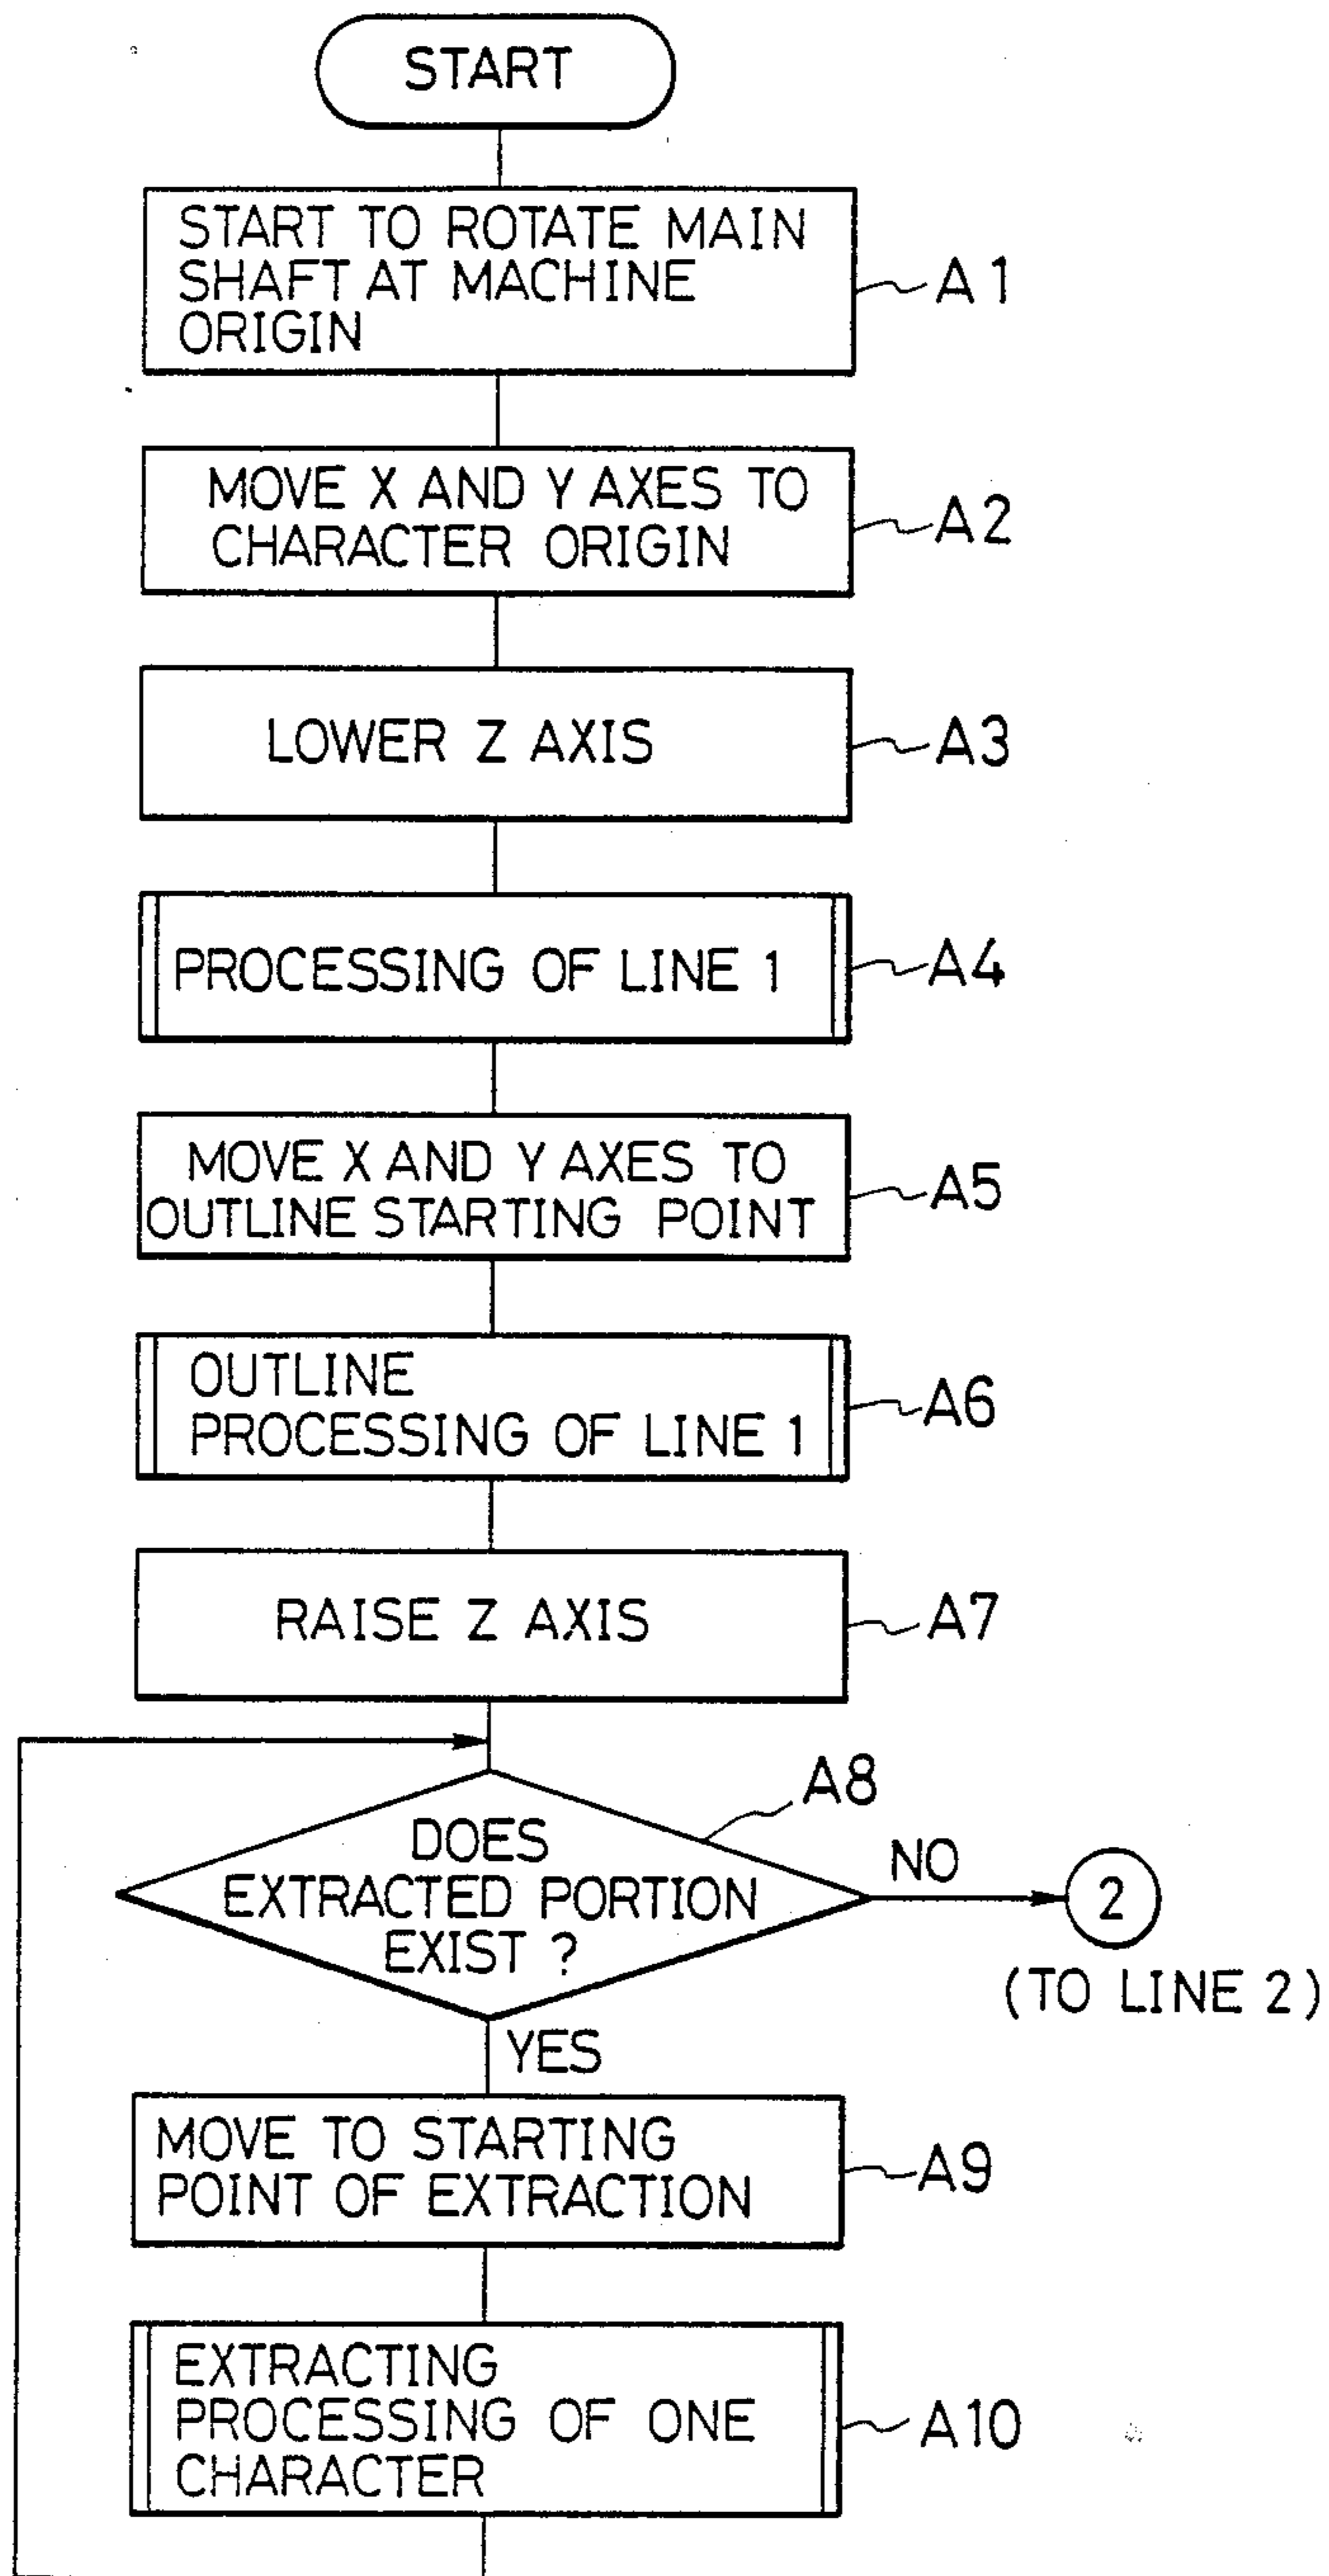 START
START TO ROTATE MAIN
SHAFT AT MACHINE
ORIGIN
A1
MOVE X AND Y AXES TO
CHARACTER ORIGIN
A2
LOWER Z AXIS
A3
PROCESSING OF LINE 1
A4
MOVE X AND Y AXES TO
OUTLINE STARTING POINT
A5
OUTLINE
PROCESSING OF LINE 1
A6
RAISE Z AXIS
A7
A8
DOES
EXTRACTED PORTION
EXIST ?
NO
2
(TO LINE 2)
YES
MOVE TO STARTING
POINT OF EXTRACTION
A9
EXTRACTING
PROCESSING OF ONE
CHARACTER
A10